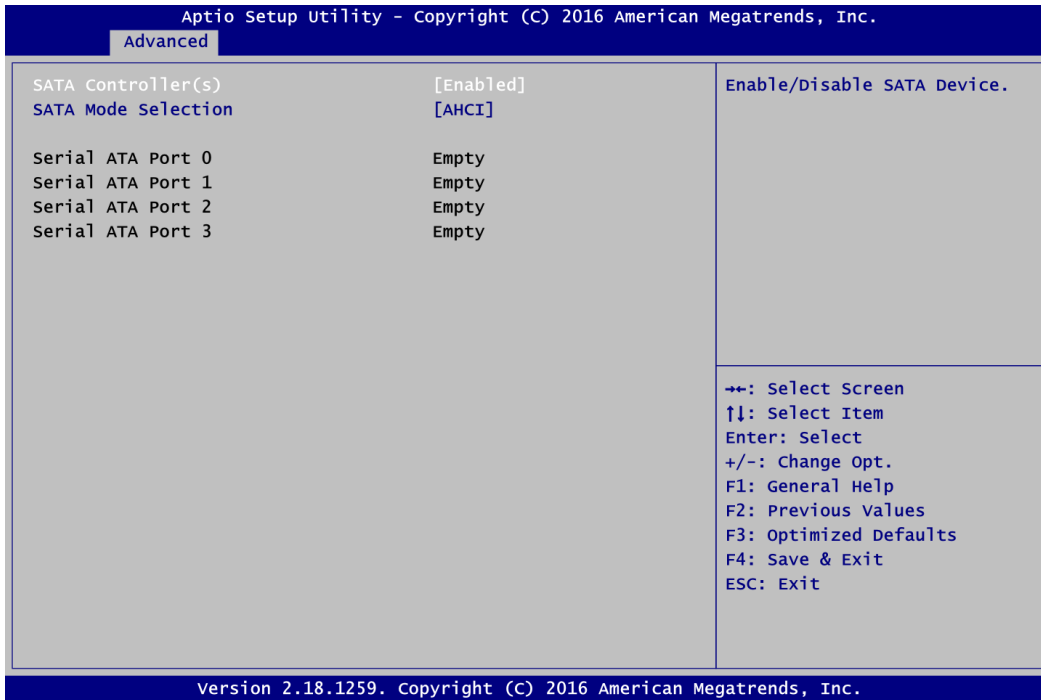 Aptio Setup Utility - Copyright (C) 2016 American Megatrends, Inc.
Advanced
SATA Controller(s) [Enabled]
SATA Mode Selection [AHCI]
Serial ATA Port 0 Empty
Serial ATA Port 1 Empty
Serial ATA Port 2 Empty
Serial ATA Port 3 Empty
Enable/Disable SATA Device.
→←: Select Screen
↑↓: Select Item
Enter: Select
+/-: Change Opt.
F1: General Help
F2: Previous Values
F3: Optimized Defaults
F4: Save & Exit
ESC: Exit
Version 2.18.1259. Copyright (C) 2016 American Megatrends, Inc.